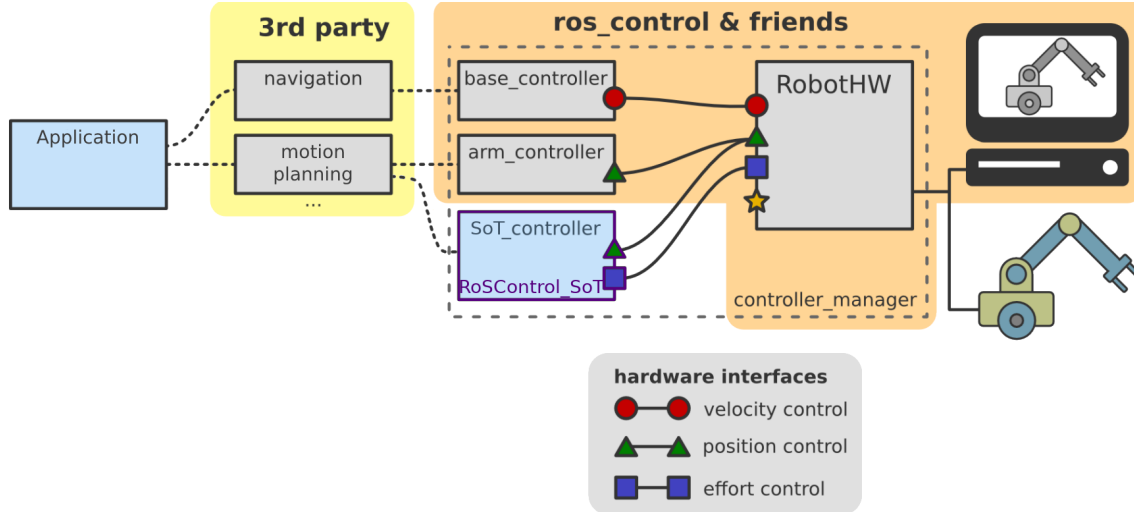 3rd party
ros_control & friends
navigation
base_controller
RobotHW
Application
motion
planning
...
arm_controller
SoT_controller
RoSControl_SoT
controller_manager
hardware interfaces
velocity control
position control
effort control